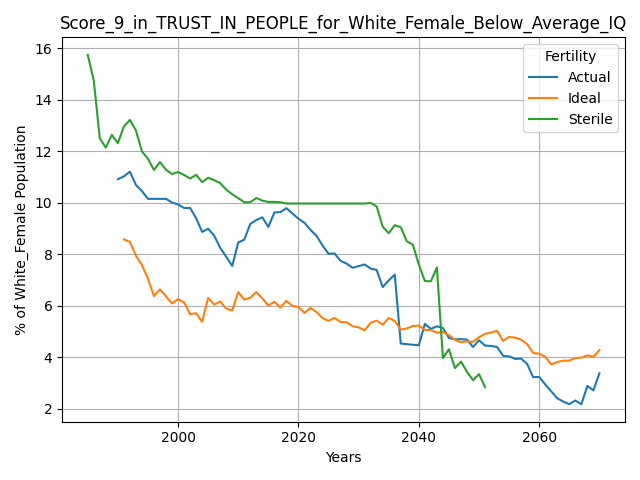 Score_9_in_TRUST_IN_PEOPLE_for_White_Female_Below_Average_IQ
Fertility
Actual
Ideal
Sterile
% of White_Female Population
16
14
12
10
8
6
4
2
2000
2020
2040
2060
Years